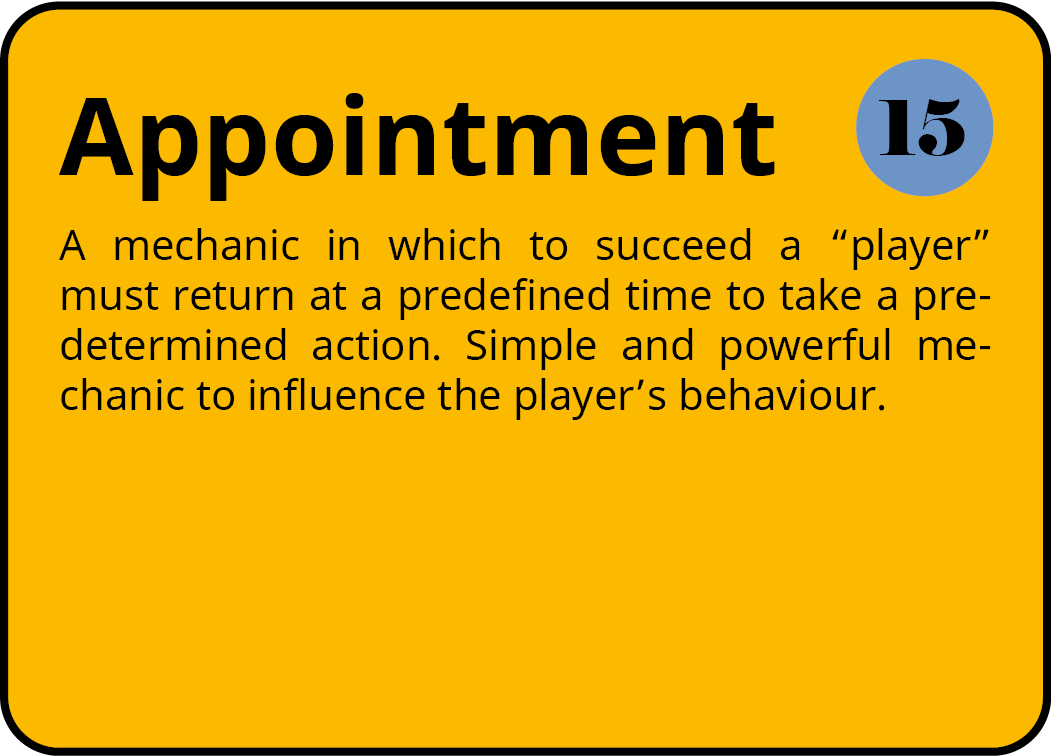 Appointment
15
A mechanic in which to succeed a “player”
must return at a predefined time to take a pre-
determined action. Simple and powerful me-
chanic to influence the player’s behaviour.